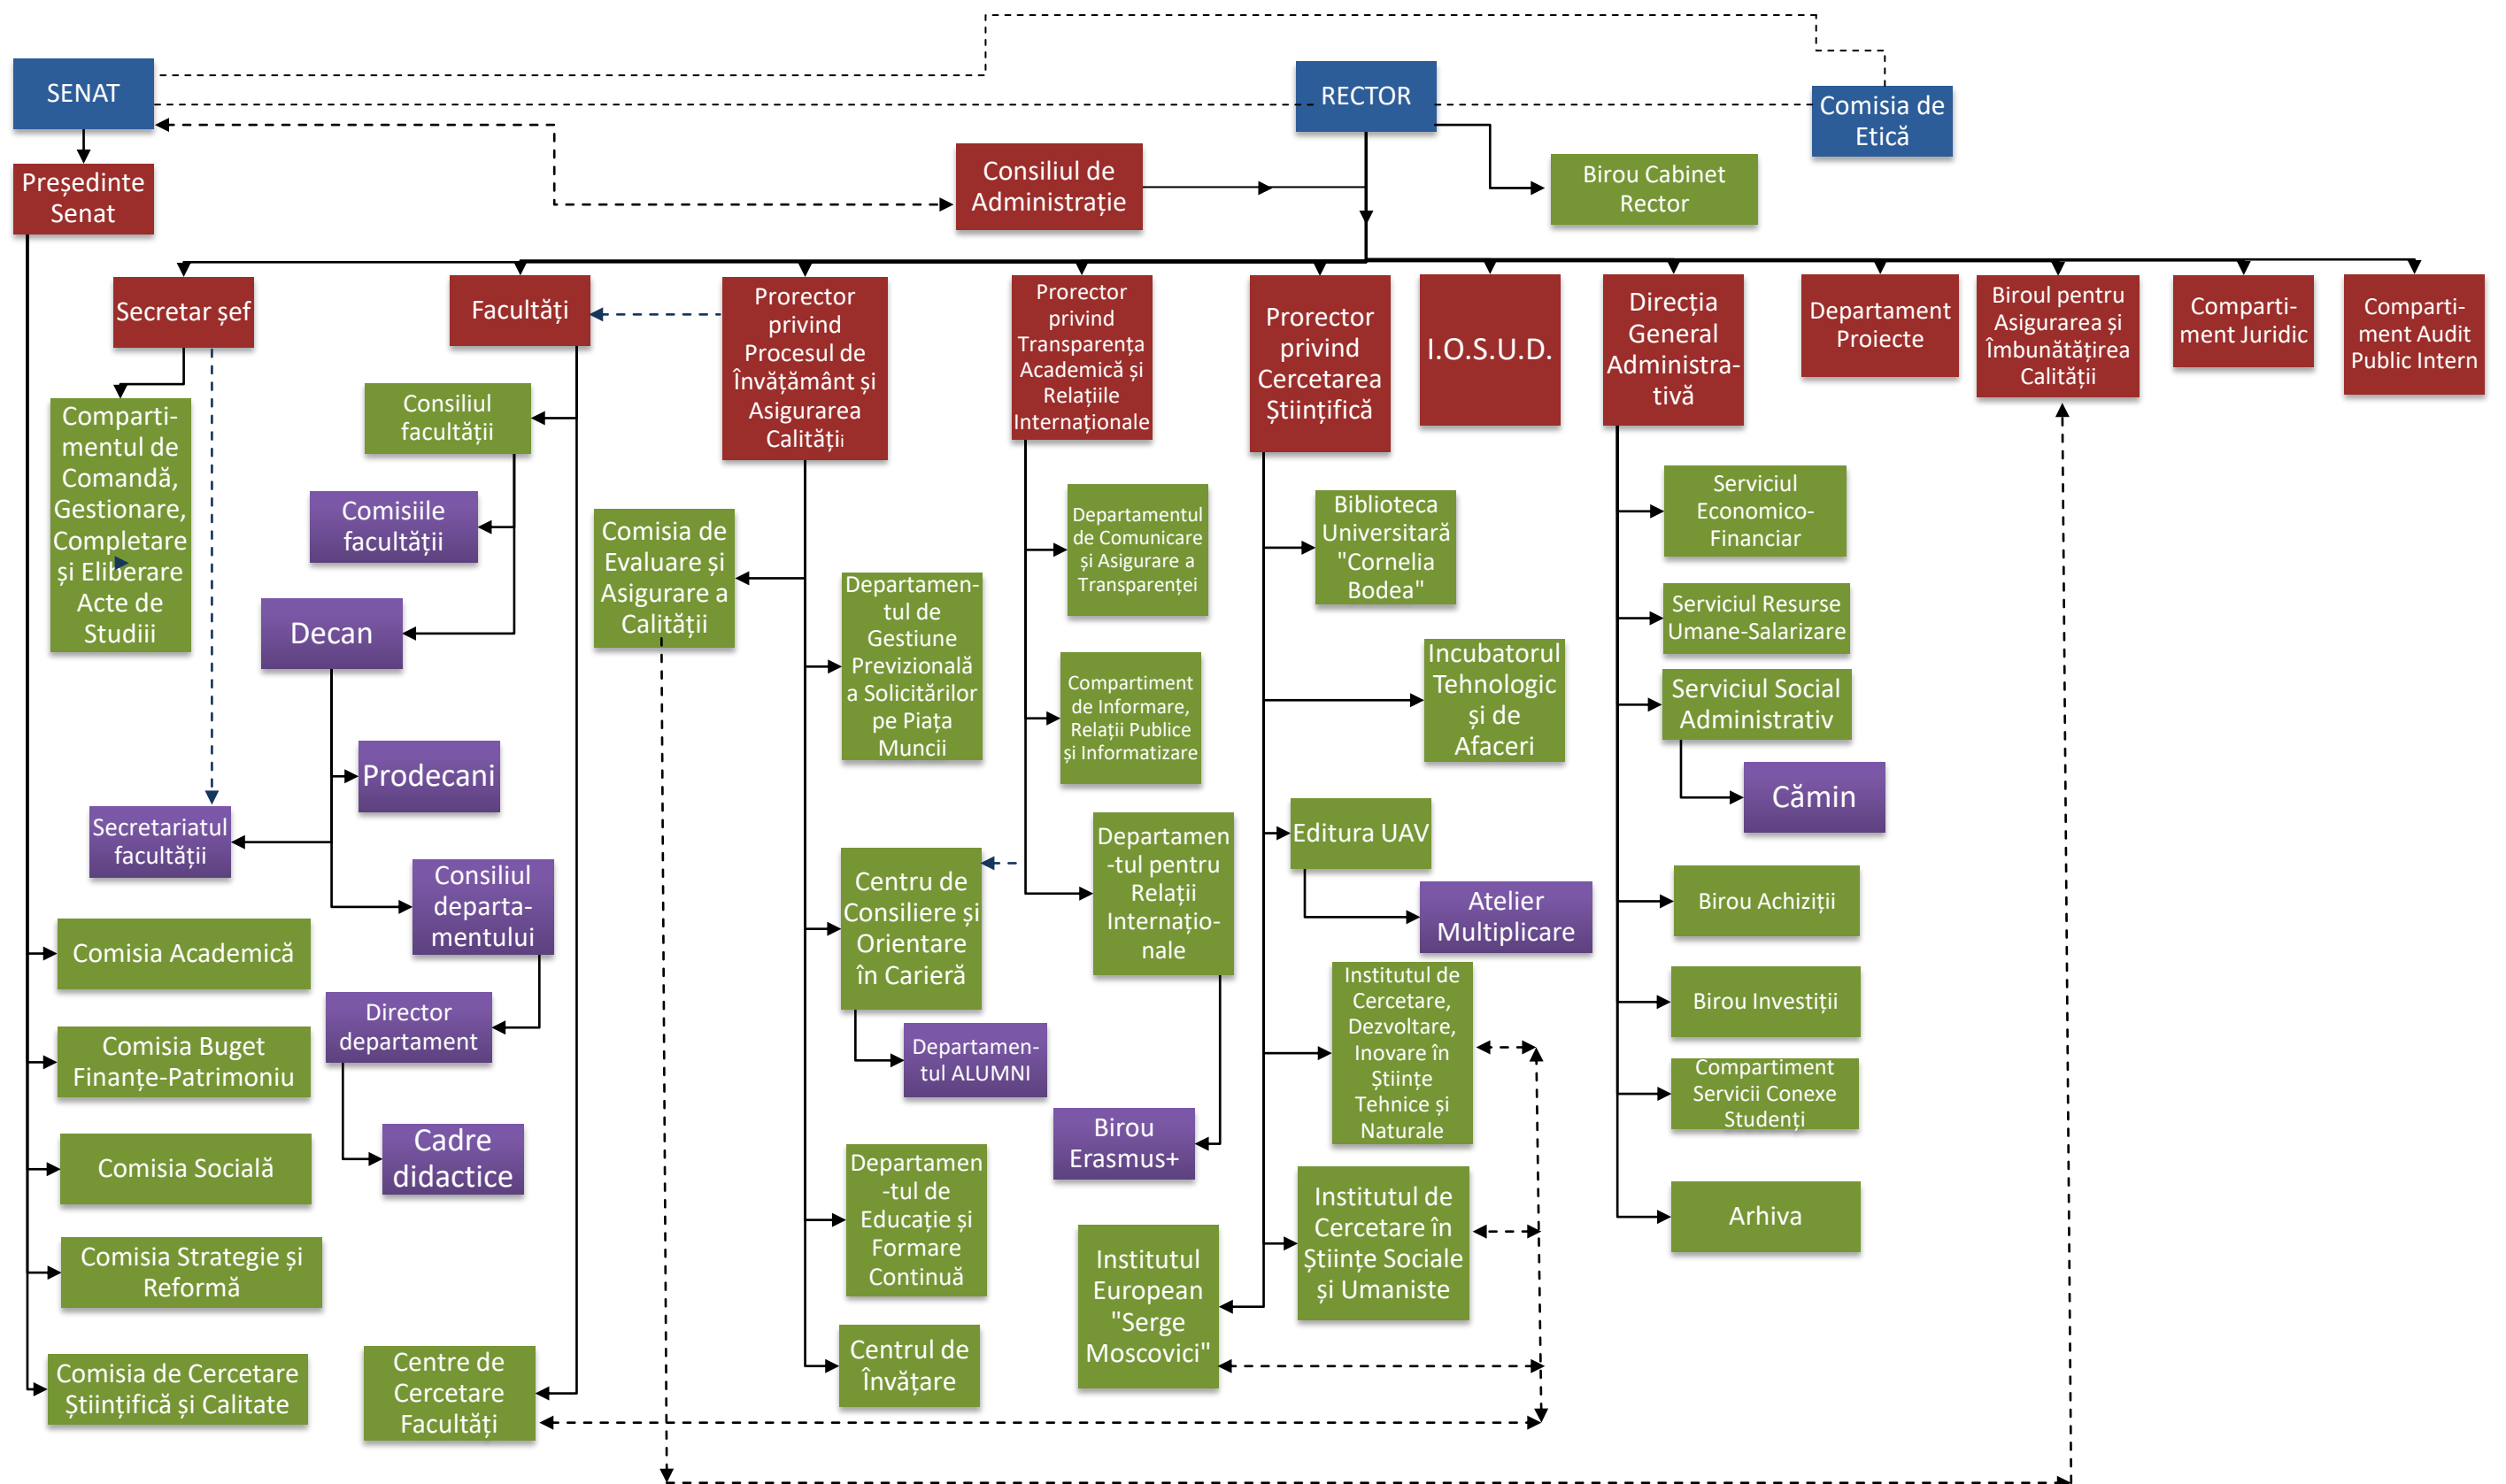 SENAT
RECTOR
Comisia de
Etică
Președinte
Senat
Consiliul de
Administrație
Birou Cabinet
Rector
Secretar șef
Facultăți
Prorector
privind
Procesul de
Învățământ și
Asigurarea
Calității
Prorector
privind
Transparența
Academică și
Relațiile
Internaționale
Prorector
privind
Cercetarea
Științifică
I.O.S.U.D.
Direcția
General
Administra-
tivă
Departament
Proiecte
Biroul pentru
Asigurarea și
Îmbunătățirea
Calității
Comparti-
ment Juridic
Comparti-
ment Audit
Public Intern
Comparti-
mentul de
Comandă,
Gestionare,
Completare
și Eliberare
Acte de
Studiii
Consiliul
facultății
Comisiile
facultății
Decan
Prodecani
Secretariatul
facultății
Consiliul
departa-
mentului
Director
departament
Cadre
didactice
Centre de
Cercetare
Facultăți
Comisia Academică
Comisia Buget
Finanțe-Patrimoniu
Comisia Socială
Comisia Strategie și
Reformă
Comisia de Cercetare
Științifică și Calitate
Comisia de
Evaluare și
Asigurare a
Calității
Departamen-
tul de
Gestiune
Previzională
a Solicitărilor
pe Piața
Muncii
Centru de
Consiliere și
Orientare
în Carieră
Departamen-
tul ALUMNI
Departamen
-tul de
Educație și
Formare
Continuă
Centrul de
Învățare
Departamentul
de Comunicare
și Asigurare a
Transparenței
Compartiment
de Informare,
Relații Publice
și Informatizare
Departamen
-tul pentru
Relații
Internațio-
nale
Birou
Erasmus+
Biblioteca
Universitară
"Cornelia
Bodea"
Incubatorul
Tehnologic
și de
Afaceri
Editura UAV
Atelier
Multiplicare
Institutul de
Cercetare,
Dezvoltare,
Inovare în
Științe
Tehnice și
Naturale
Institutul de
Cercetare în
Științe Sociale
și Umaniste
Institutul
European
"Serge
Moscovici"
Serviciul
Economico-
Financiar
Serviciul Resurse
Umane-Salarizare
Serviciul Social
Administrativ
Cămin
Birou Achiziții
Birou Investiții
Compartiment
Servicii Conexe
Studenți
Arhiva